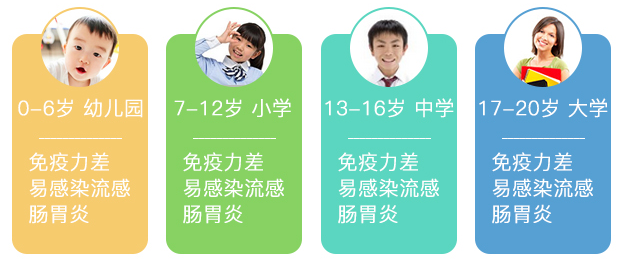 0-6岁 幼儿园
免疫力差
易感染流感
肠胃炎
7-12岁 小学
免疫力差
易感染流感
肠胃炎
13-16岁 中学
免疫力差
易感染流感
肠胃炎
17-20岁 大学
免疫力差
易感染流感
肠胃炎